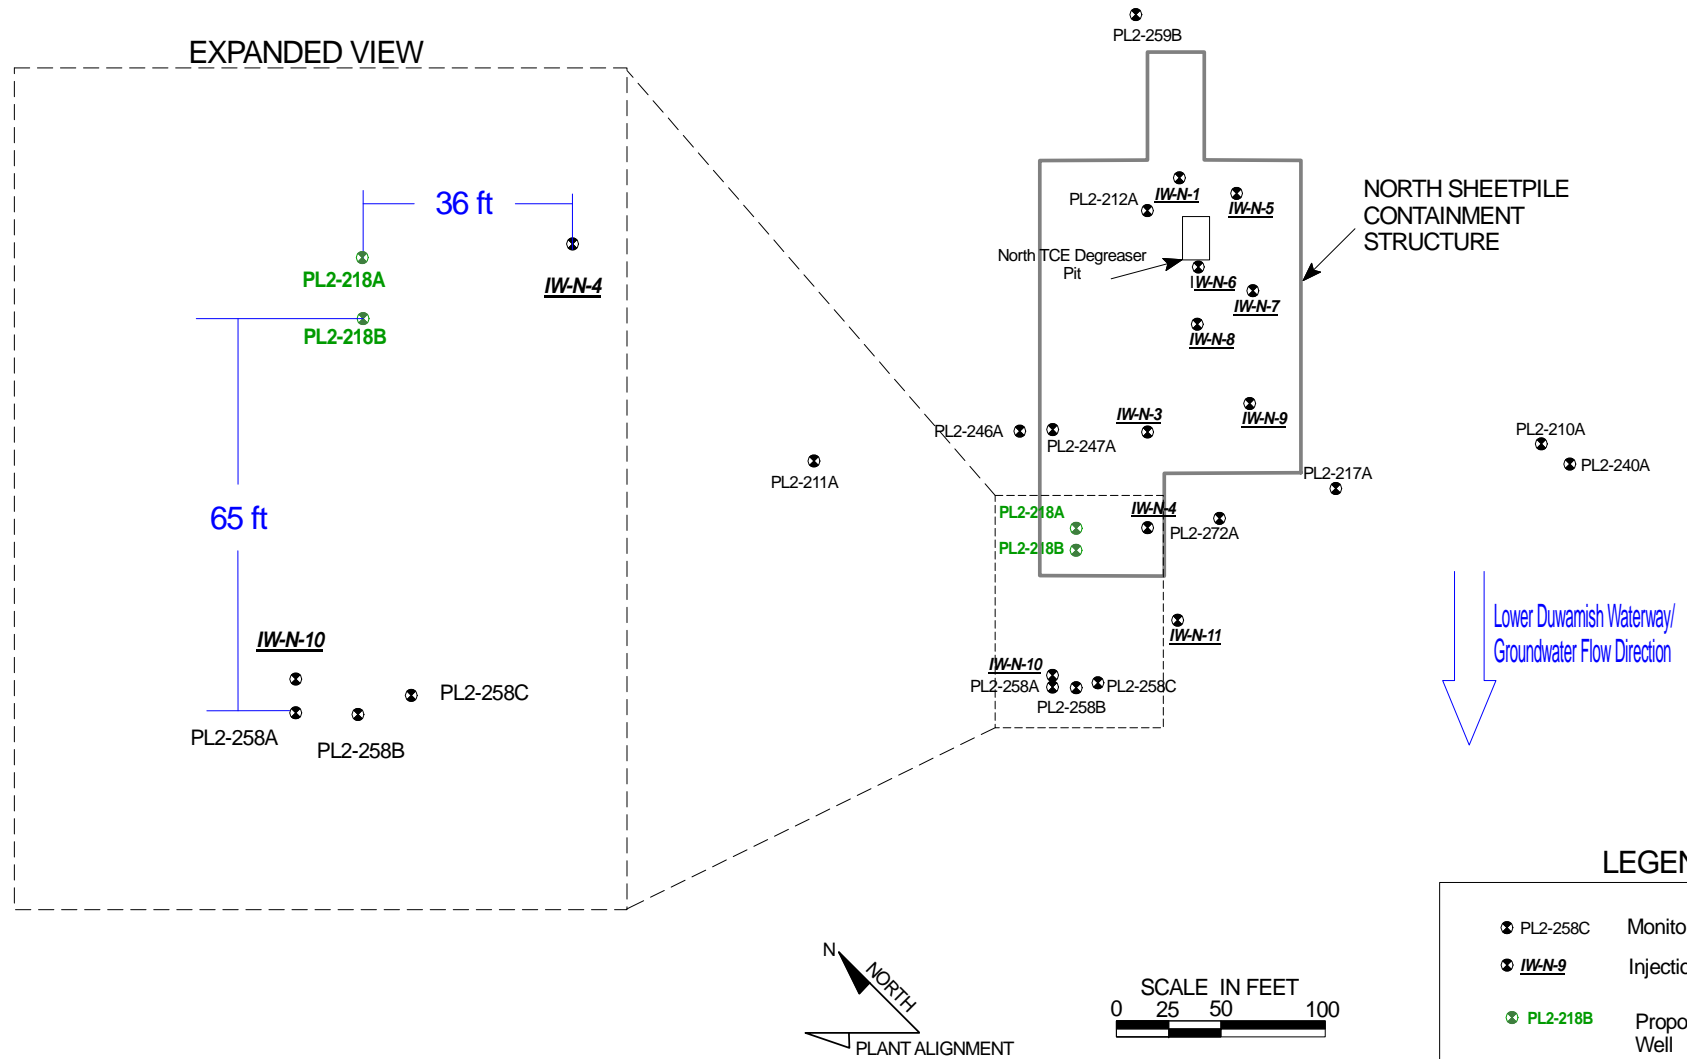 EXPANDED VIEW
36 ft
PL2-218A
IW-N-4
PL2-218B
65 ft
IW-N-10
PL2-258C
PL2-258A
PL2-258B
PL2-259B
NORTH SHEETPILE
CONTAINMENT
STRUCTURE
IW-N-1
PL2-212A
IW-N-5
North TCE Degreaser
Pit
IW-N-6
IW-N-7
IW-N-8
IW-N-9
IW-N-3
PL2-246A
PL2-247A
PL2-211A
PL2-210A
PL2-240A
PL2-217A
PL2-218A
IW-N-4
PL2-272A
PL2-218B
IW-N-11
IW-N-10
PL2-258A
PL2-258C
PL2-258B
Lower Duwamish Waterway/
Groundwater Flow Direction
N
NORTH
PLANT ALIGNMENT
SCALE IN FEET
0 25 50 100
LEGEN
PL2-258C Monito
IW-N-9 Injectio
PL2-218B Propo
Well